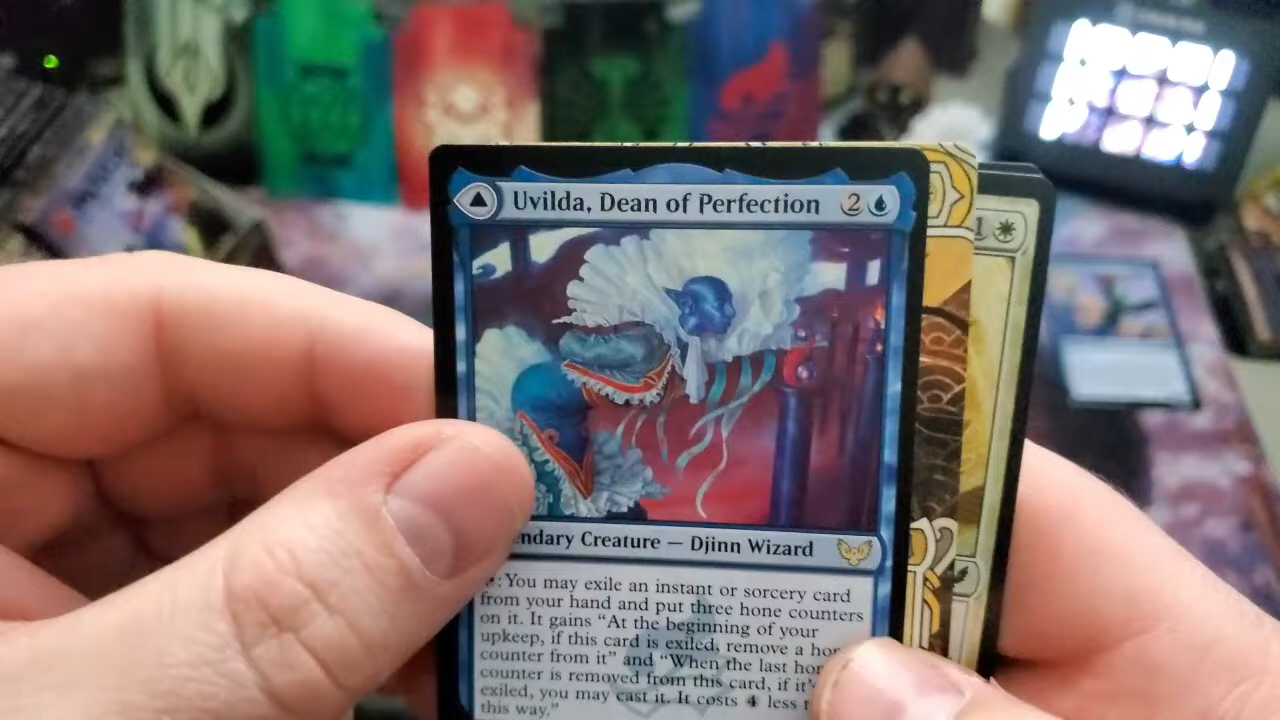 Uvilda, Dean of Perfection 2
1
endary Creature — Djinn Wizard
: You may exile an instant or sorcery card
from your hand and put three hone counters
on it. It gains “At the beginning of your
upkeep, if this card is exiled, remove a hon
counter from it” and “When the last hon
counter is removed from this card, if it's
exiled, you may cast it. It costs 4 less
this way.”